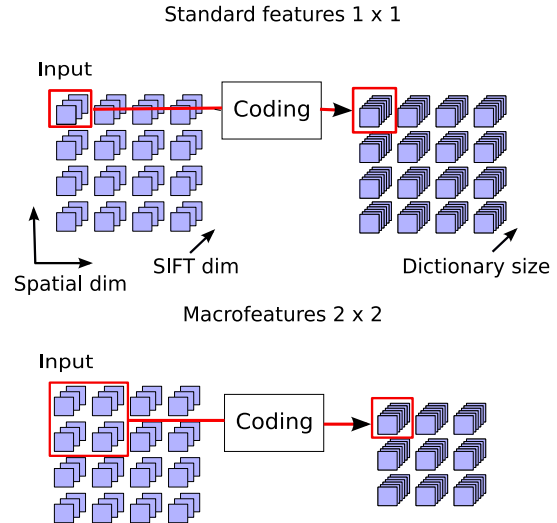 Standard features 1 x 1
Input
Coding
Spatial dim
SIFT dim
Dictionary size
Macrofeatures 2 x 2
Input
Coding